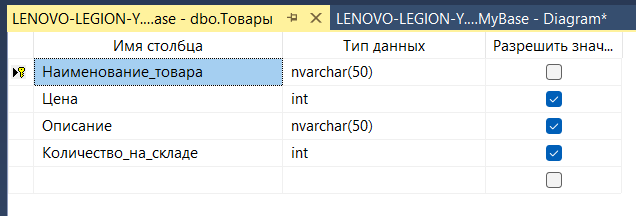 LENOVO-LEGION-Y....ase - dbo.Товары LENOVO-LEGION-Y....MyBase - Diagram*
Имя столбца Тип данных Разрешить знач...
Наименование_товара nvarchar(50)
Цена int
Описание nvarchar(50)
Количество_на_складе int